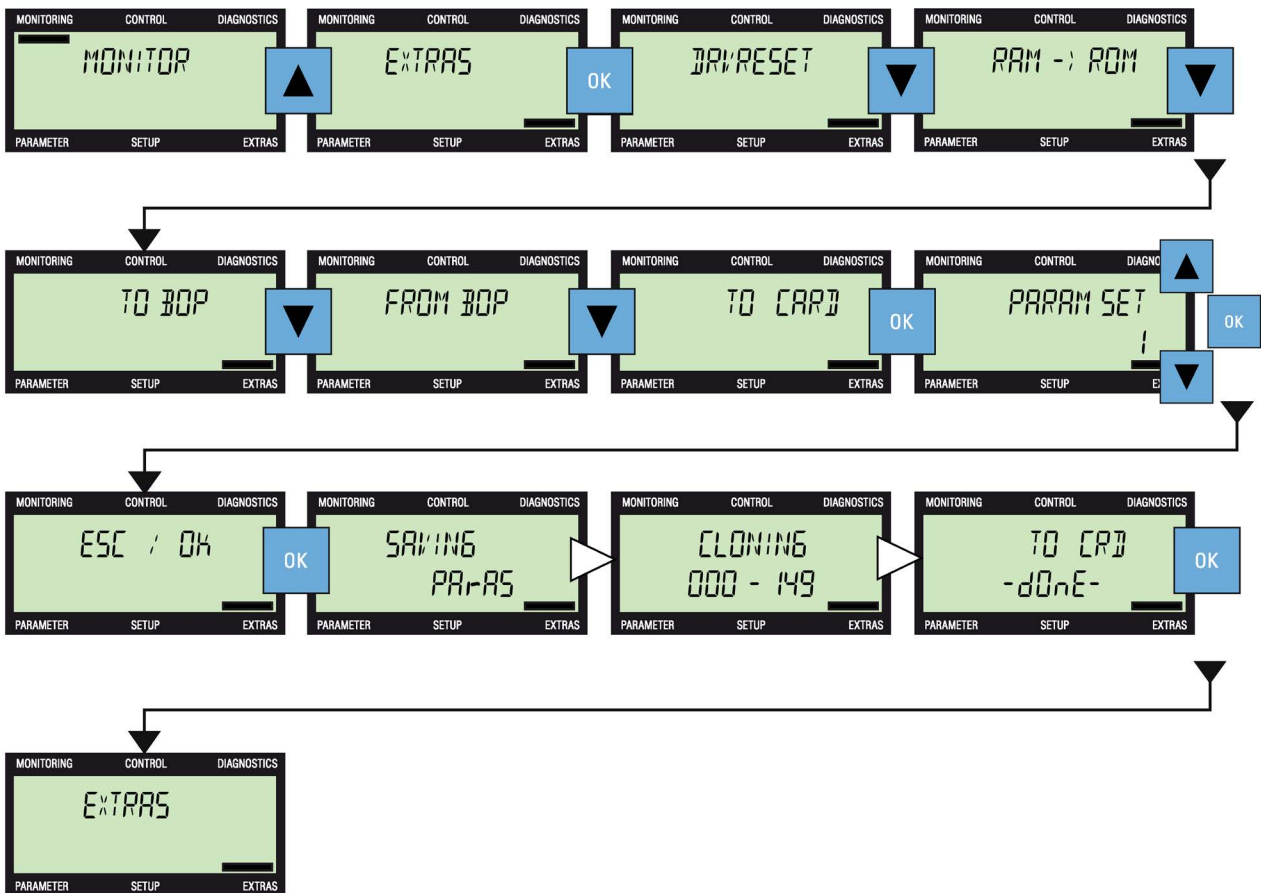 MONITORING CONTROL DIAGNOSTICS
MONITOR
PARAMETER SETUP EXTRAS
MONITORING CONTROL DIAGNOSTICS
EXTRAS
PARAMETER SETUP EXTRAS
OK
MONITORING CONTROL DIAGNOSTICS
DRVRESET
PARAMETER SETUP EXTRAS
MONITORING CONTROL DIAGNOSTICS
RAM -> ROM
PARAMETER SETUP EXTRAS
MONITORING CONTROL DIAGNOSTICS
TO BOP
PARAMETER SETUP EXTRAS
MONITORING CONTROL DIAGNOSTICS
FROM BOP
PARAMETER SETUP EXTRAS
MONITORING CONTROL DIAGNOSTICS
TO CARD
PARAMETER SETUP EXTRAS
OK
MONITORING CONTROL DIAGNO
PARAM SET
1
PARAMETER SETUP E
OK
MONITORING CONTROL DIAGNOSTICS
ESC / OK
PARAMETER SETUP EXTRAS
OK
MONITORING CONTROL DIAGNOSTICS
SAVING
PArAS
PARAMETER SETUP EXTRAS
MONITORING CONTROL DIAGNOSTICS
CLONING
000 - 149
PARAMETER SETUP EXTRAS
MONITORING CONTROL DIAGNOSTICS
TO CRD
-dOnE-
PARAMETER SETUP EXTRAS
OK
MONITORING CONTROL DIAGNOSTICS
EXTRAS
PARAMETER SETUP EXTRAS